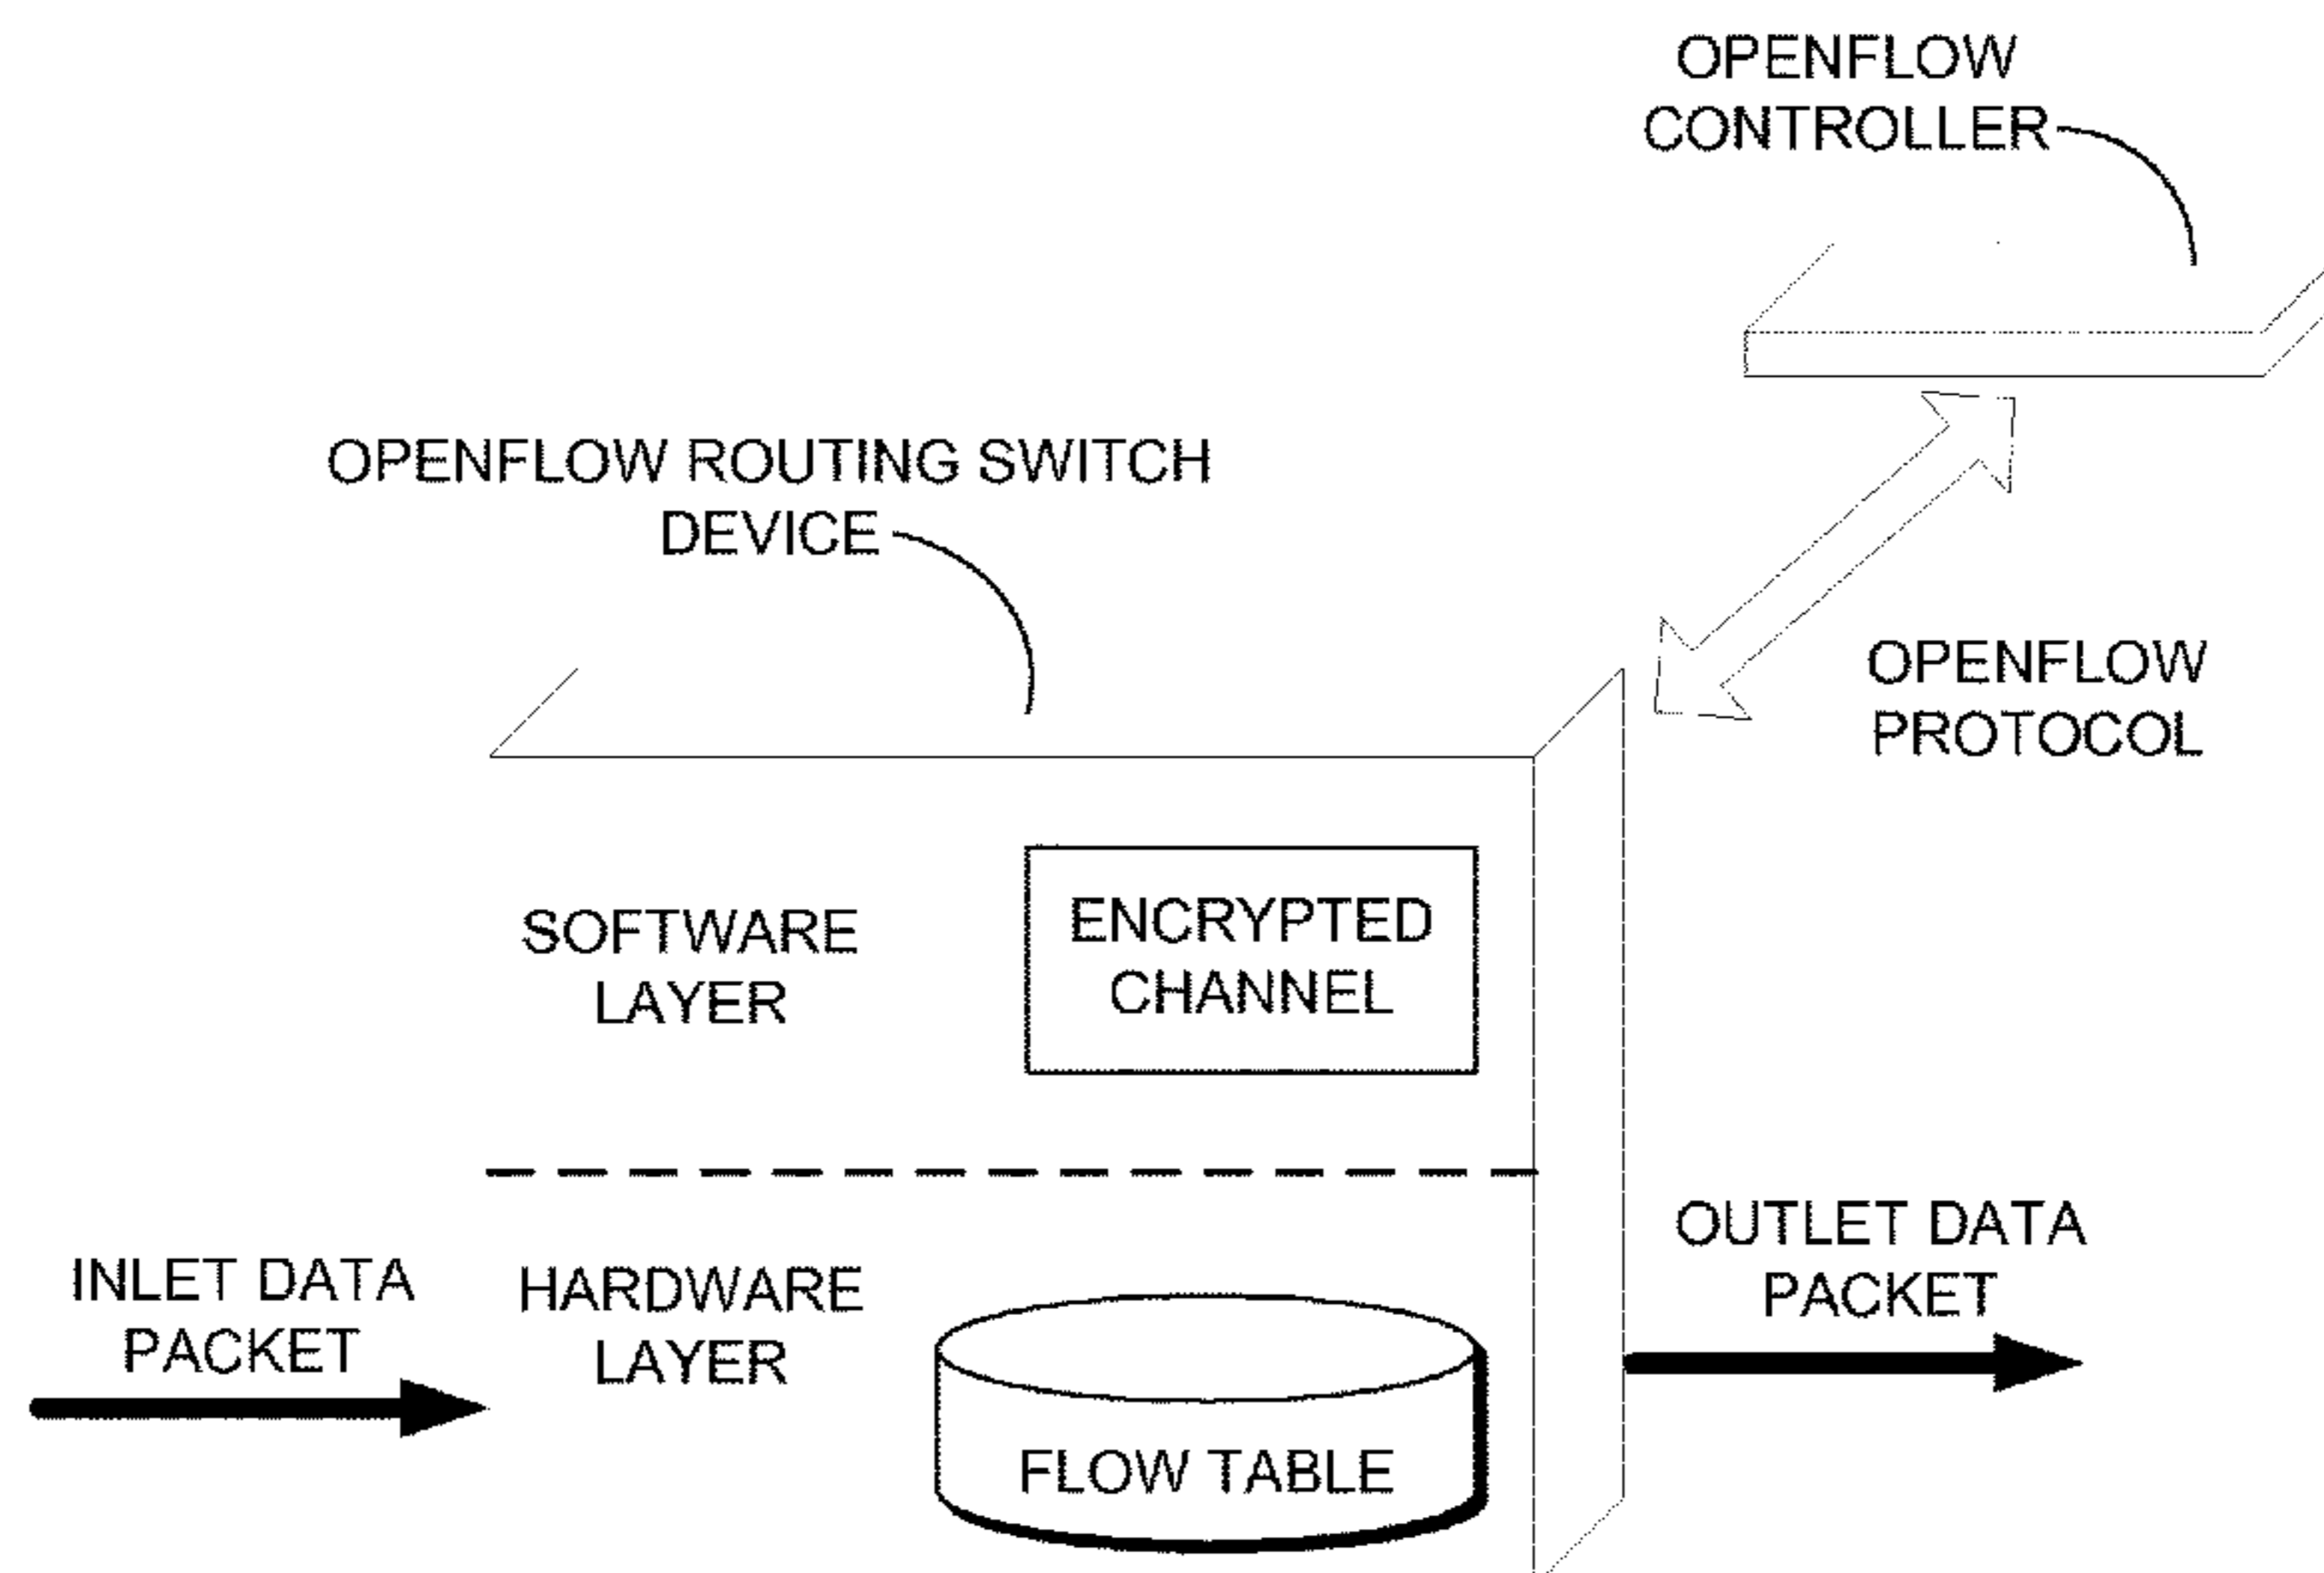 OPENFLOW
CONTROLLER
OPENFLOW ROUTING SWITCH
DEVICE
OPENFLOW
PROTOCOL
SOFTWARE
LAYER
ENCRYPTED
CHANNEL
INLET DATA
PACKET
HARDWARE
LAYER
FLOW TABLE
OUTLET DATA
PACKET